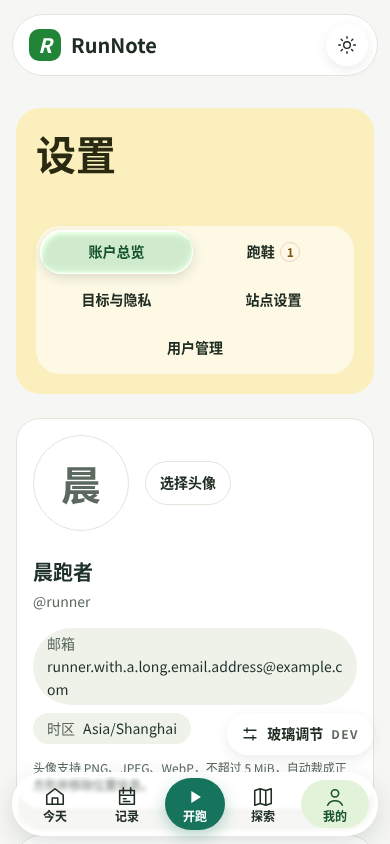 R RunNote
设置
账户总览 跑鞋 1
目标与隐私 站点设置
用户管理
晨 选择头像
晨跑者
@runner
邮箱
runner.with.a.long.email.address@example.c
om
时区 Asia/Shanghai
玻璃调节 DEV
头像支持 PNG、JPEG、WebP，不超过 5 MiB，自动裁成正
今天 记录 开跑 探索 我的